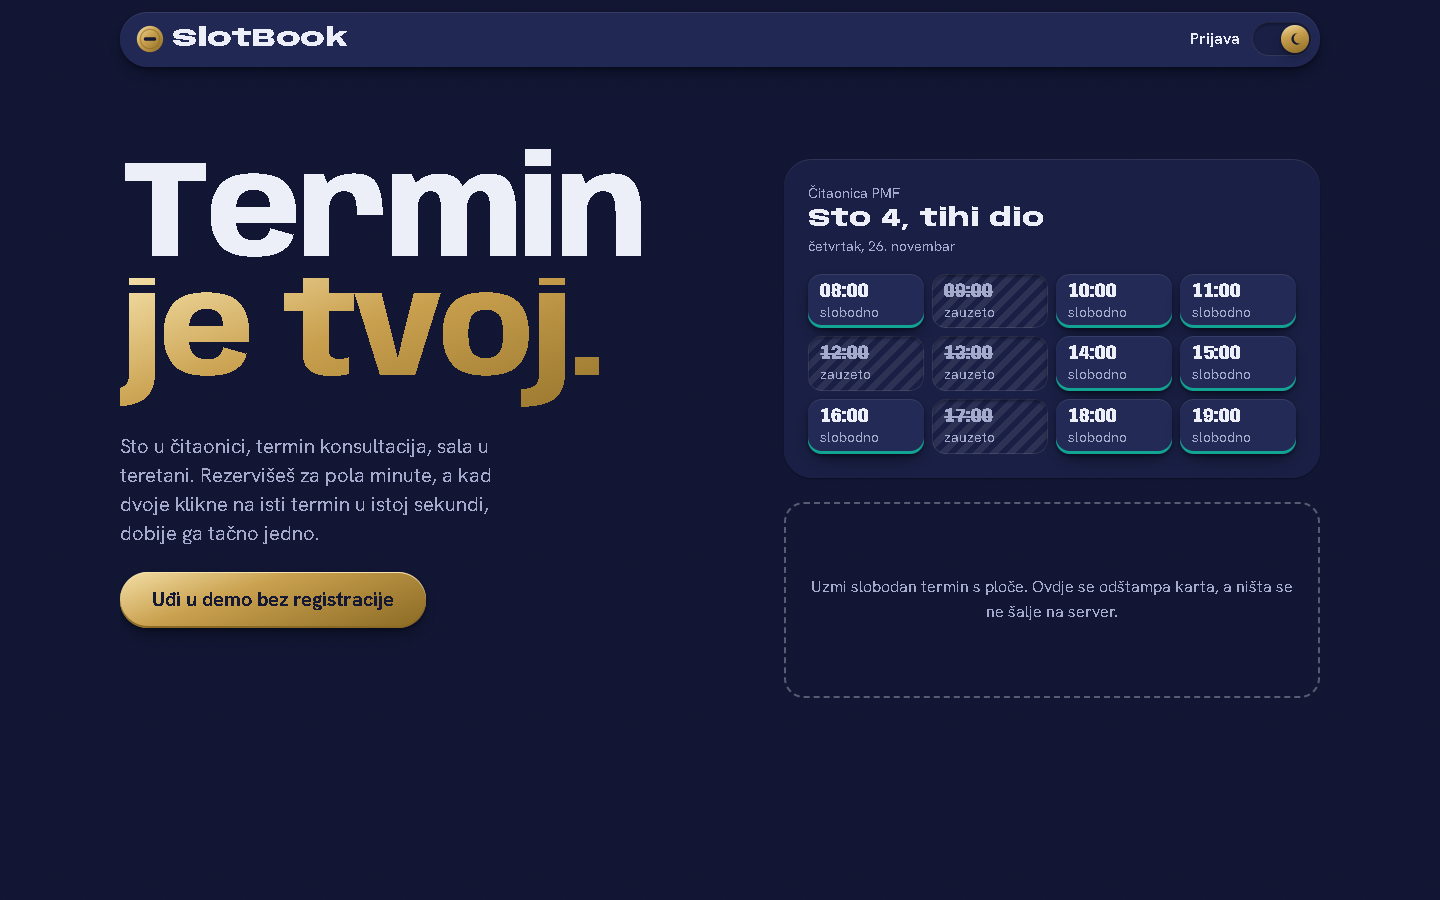 SlotBook
Prijava
Termin
je tvoj.
Sto u čitaonici, termin konsultacija, sala u
teretani. Rezervišeš za pola minute, a kad
dvoje klikne na isti termin u istoj sekundi,
dobije ga tačno jedno.
Uđi u demo bez registracije
Čitaonica PMF
Sto 4, tihi dio
četvrtak, 26. novembar
08:00 09:00 10:00 11:00
slobodno zauzeto slobodno slobodno
12:00 13:00 14:00 15:00
zauzeto zauzeto slobodno slobodno
16:00 17:00 18:00 19:00
slobodno zauzeto slobodno slobodno
Uzmi slobodan termin s ploče. Ovdje se odštampa karta, a ništa se
ne šalje na server.